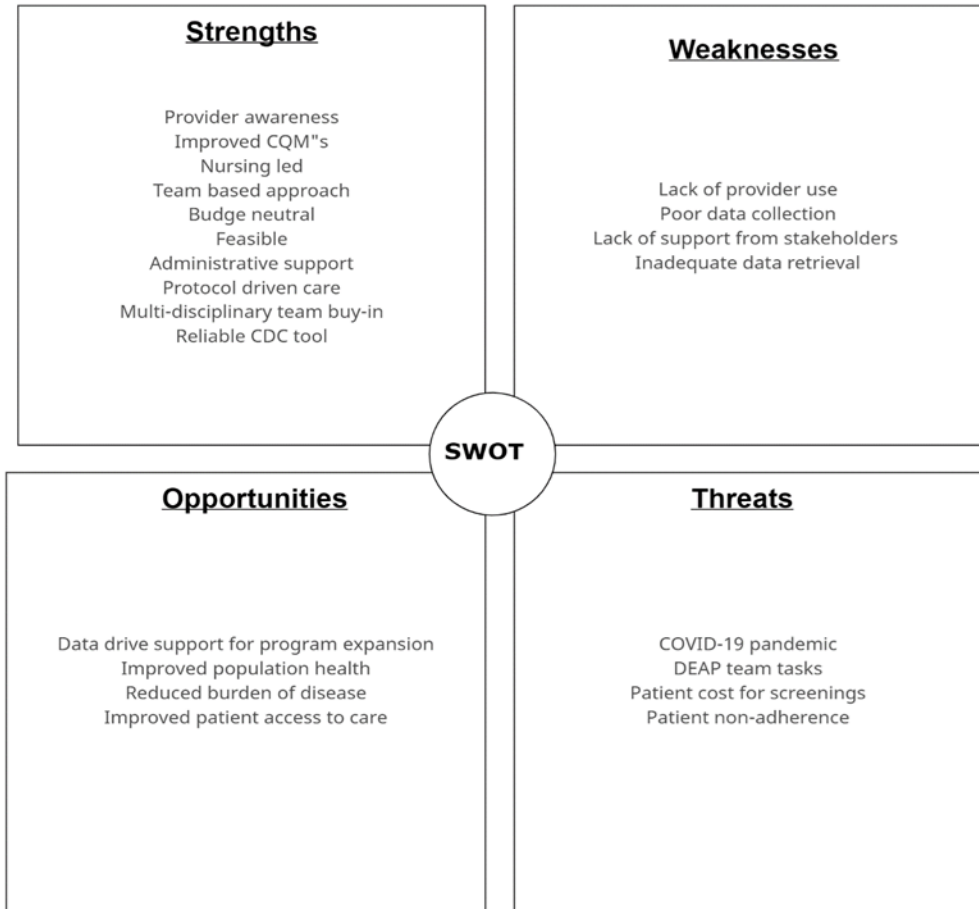 Strengths
Provider awareness
Improved CQM"s
Nursing led
Team based approach
Budge neutral
Feasible
Administrative support
Protocol driven care
Multi-disciplinary team buy-in
Reliable CDC tool
Weaknesses
Lack of provider use
Poor data collection
Lack of support from stakeholders
Inadequate data retrieval
SWOT
Opportunities
Data drive support for program expansion
Improved population health
Reduced burden of disease
Improved patient access to care
Threats
COVID-19 pandemic
DEAP team tasks
Patient cost for screenings
Patient non-adherence